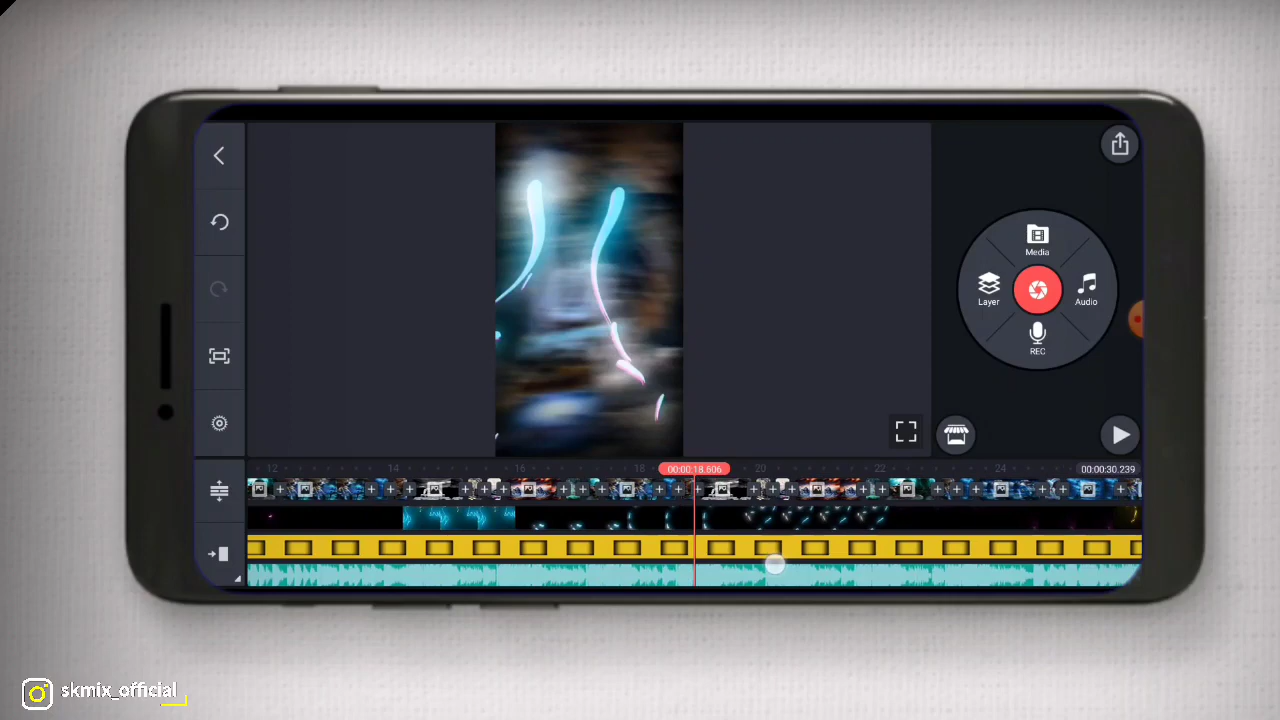 Media
Layer
Audio
REC
12
14
16
18
00:00:18.606
20
22
24
00:00:30.239
skmix_official